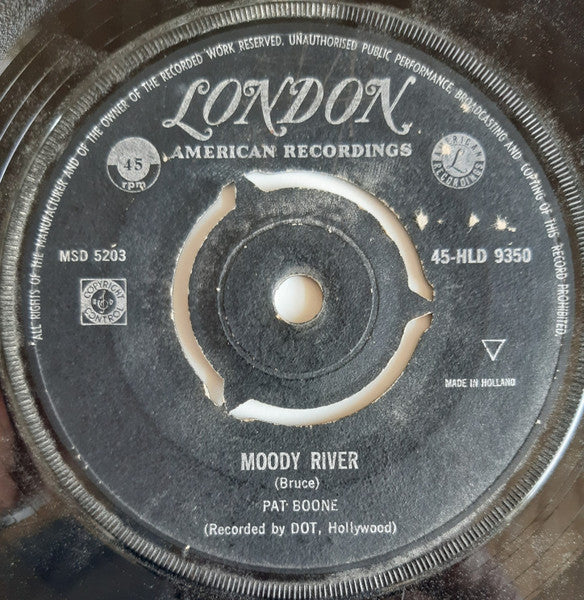 "ALL RIGHTS OF THE MANUFACTURER AND OF THE OWNER OF THE RECORDED WORK RESERVED. UNAUTHORISED PUBLIC PERFORMANCE, BROADCASTING AND COPYING OF THIS RECORD PROHIBITED.
LONDON
AMERICAN RECORDINGS
45
rpm
AMERICAN
L
RECORDINGS
MSD 5203
45-HLD 9350
COPYRIGHT
CONTROL
MADE IN HOLLAND
MOODY RIVER
(Bruce)
PAT BOONE
(Recorded by DOT, Hollywood)